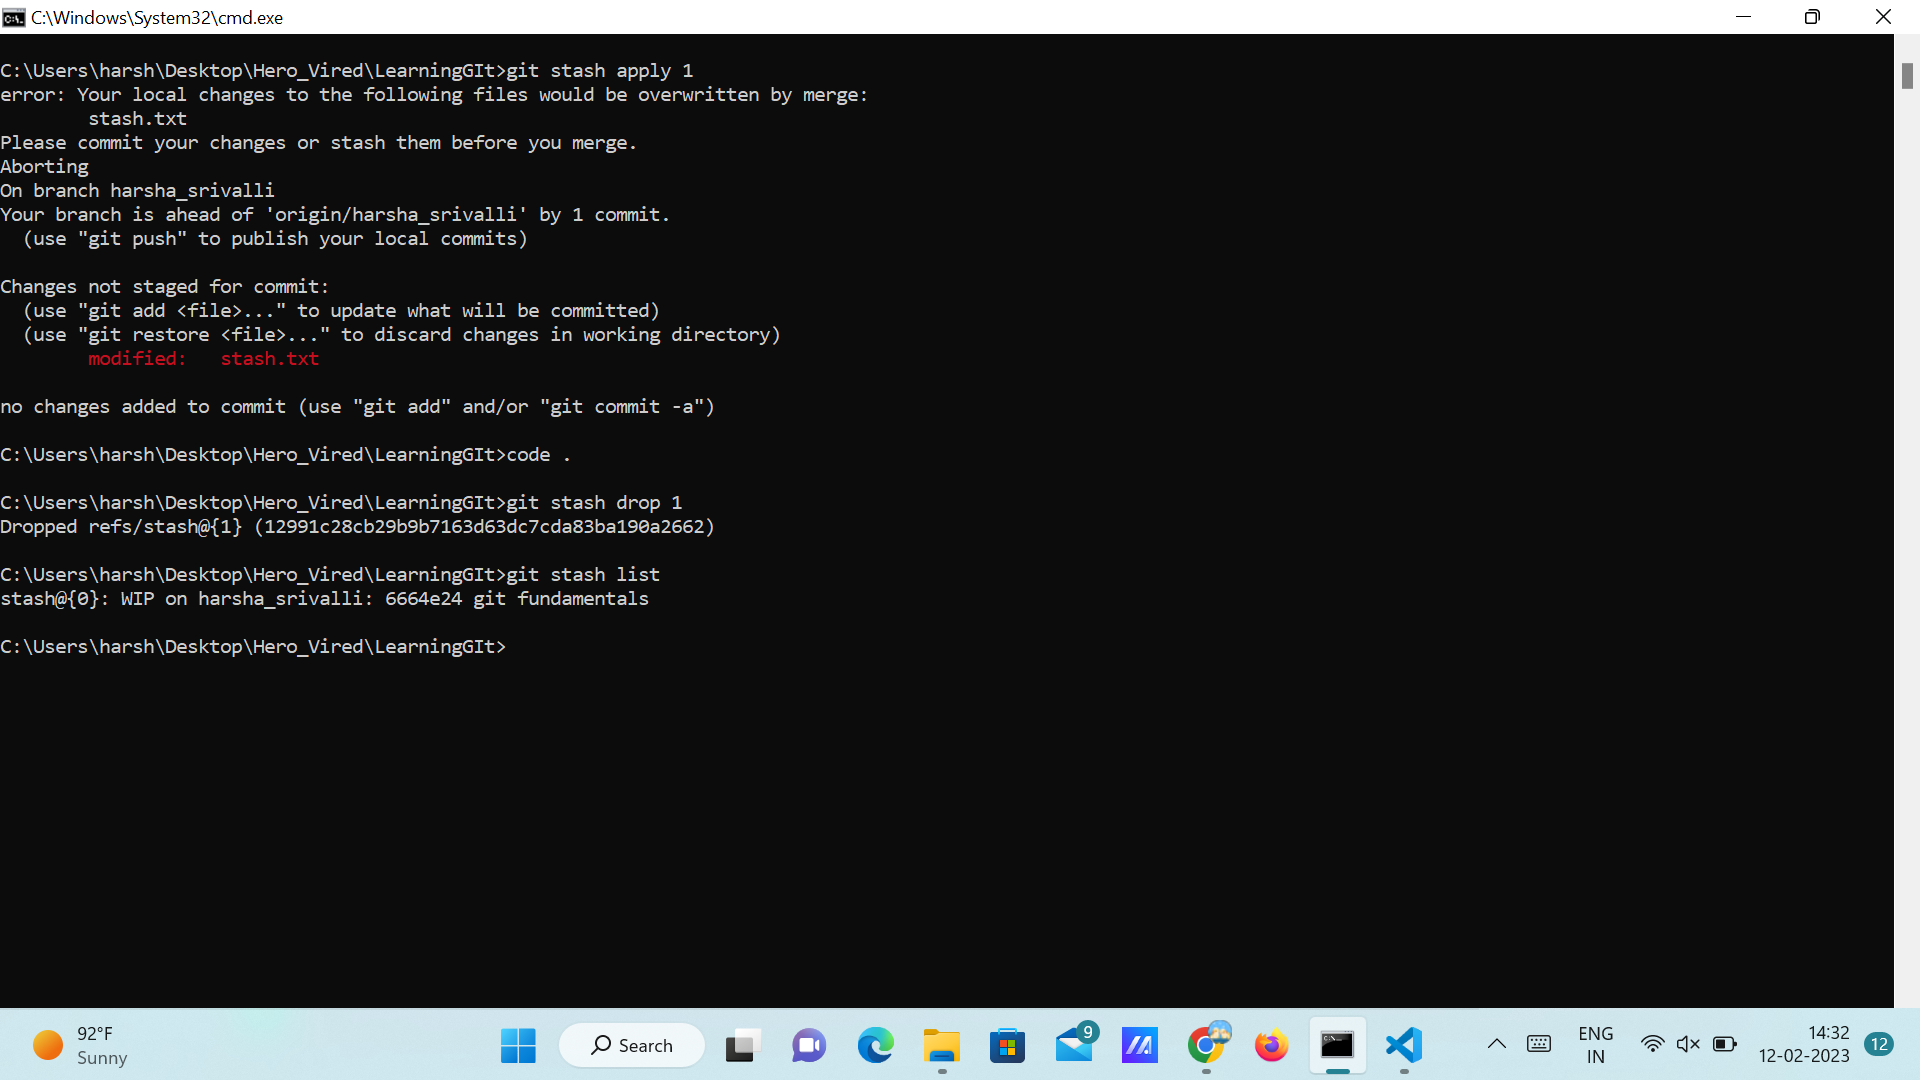 C:\Windows\System32\cmd.exe
C:\Users\harsh\Desktop\Hero_Vired\LearningGIt>git stash apply 1
error: Your local changes to the following files would be overwritten by merge:
        stash.txt
Please commit your changes or stash them before you merge.
Aborting
On branch harsha_srivalli
Your branch is ahead of 'origin/harsha_srivalli' by 1 commit.
  (use "git push" to publish your local commits)
Changes not staged for commit:
  (use "git add <file>..." to update what will be committed)
  (use "git restore <file>..." to discard changes in working directory)
        modified:   stash.txt
no changes added to commit (use "git add" and/or "git commit -a")
C:\Users\harsh\Desktop\Hero_Vired\LearningGIt>code .
C:\Users\harsh\Desktop\Hero_Vired\LearningGIt>git stash drop 1
Dropped refs/stash@{1} (12991c28cb29b9b7163d63dc7cda83ba190a2662)
C:\Users\harsh\Desktop\Hero_Vired\LearningGIt>git stash list
stash@{0}: WIP on harsha_srivalli: 6664e24 git fundamentals
C:\Users\harsh\Desktop\Hero_Vired\LearningGIt>
92°F
Sunny
Search
9
ENG
IN
14:32
12-02-2023
12